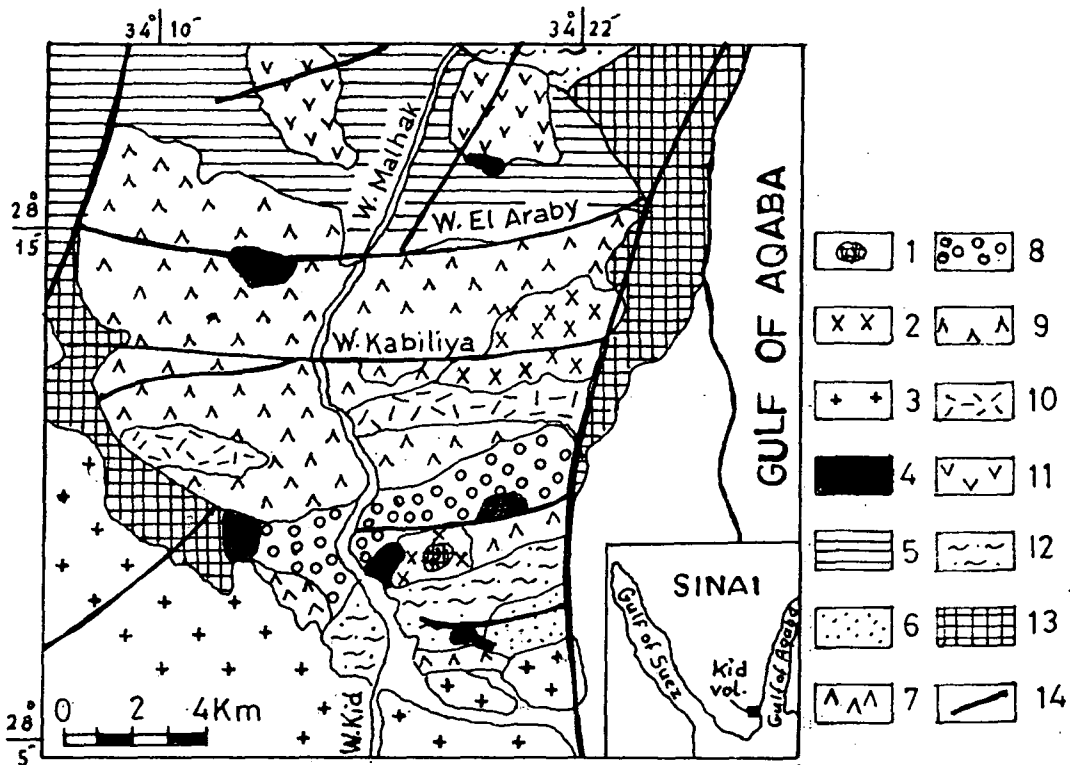 34° 10′
34° 22′
W. Malhak
W. El Araby
28°
15′
W. Kabiliya
GULF OF AQABA
1
8
2
9
3
10
4
11
5
12
6
13
7
14
SINAI
Gulf of Suez
Kid
vol.
Gulf of Aqaba
0 2 4Km
W. Kid
28°
5′